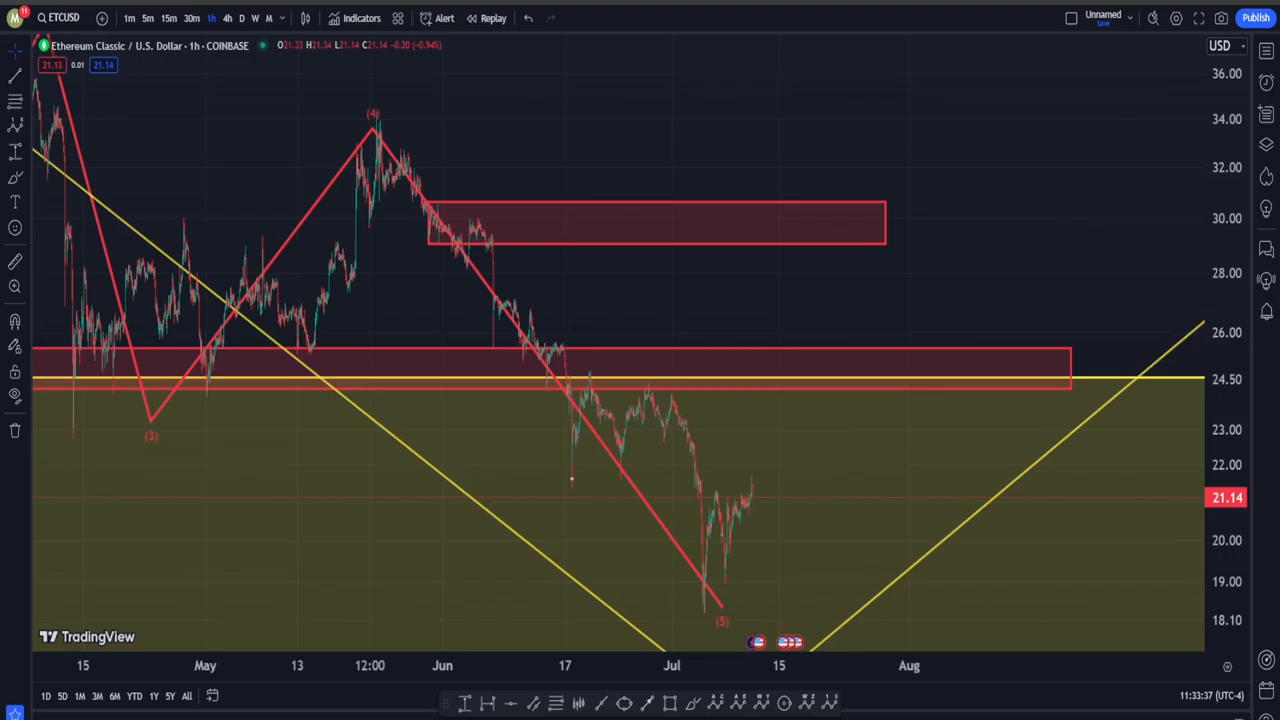 M
11
ETCUSD
1m 5m 15m 30m 1h 4h D W M
Indicators
Alert
Replay
Unnamed
Save
Publish
Ethereum Classic / U.S. Dollar · 1h · COINBASE
O21.33 H21.34 L21.14 C21.14 -0.20 (-0.94%)
USD
21.13 0.01 21.14
36.00
(4)
34.00
32.00
30.00
28.00
26.00
24.50
(3)
23.00
22.00
21.14
20.00
19.00
(5)
18.10
TradingView
15 May 13 12:00 Jun 17 Jul 15 Aug
1D 5D 1M 3M 6M YTD 1Y 5Y All
11:33:37 (UTC-4)